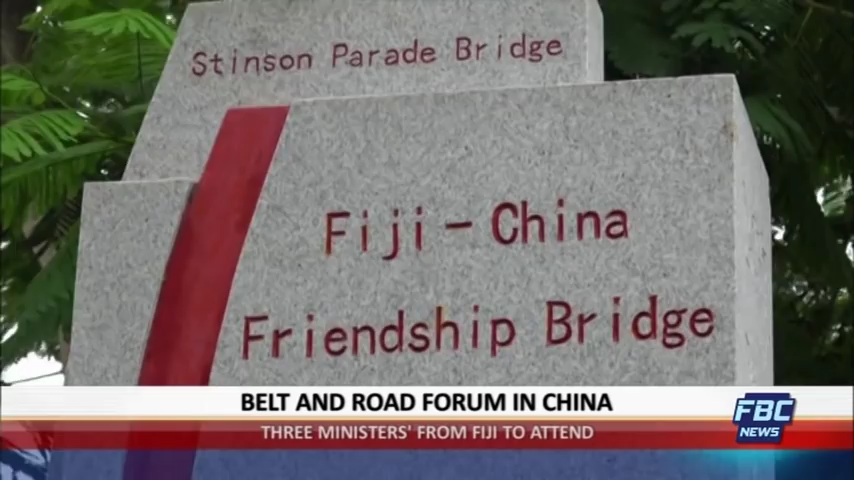 Stinson Parade Bridge
Fiji - China
Friendship Bridge
BELT AND ROAD FORUM IN CHINA
THREE MINISTERS' FROM FIJI TO ATTEND
FBC
NEWS